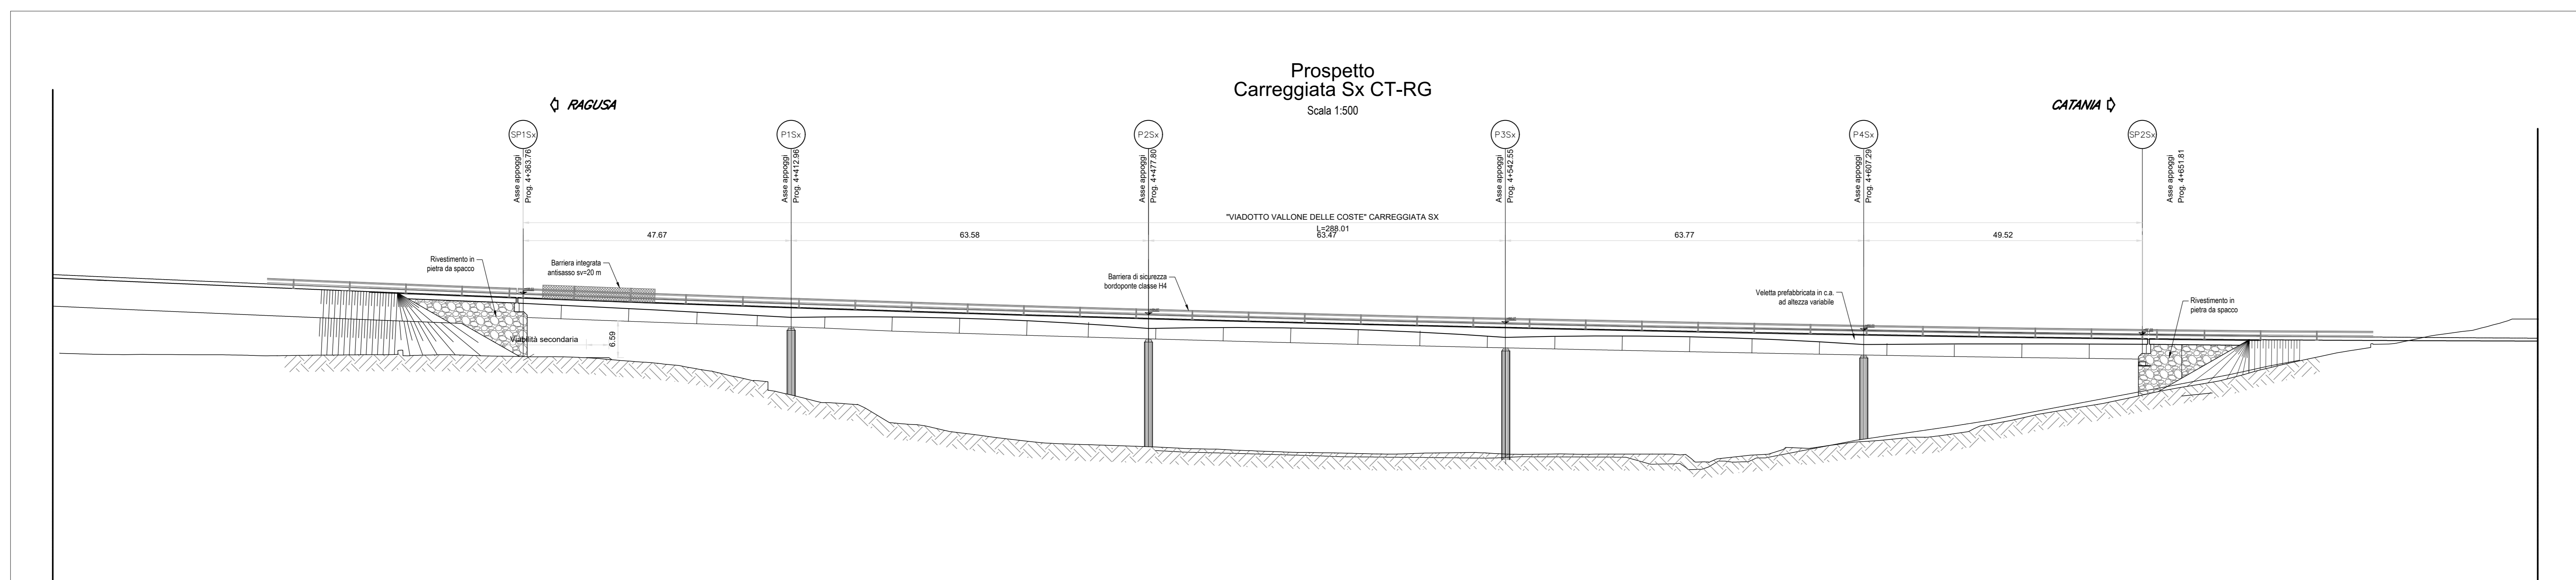 Prospetto
Carreggiata Sx CT-RG
Scala 1:500
RAGUSA
CATANIA
SP1Sx
P1Sx
P2Sx
P3Sx
P4Sx
SP2Sx
Asse appoggi
Prog. 4+363.76
Asse appoggi
Prog. 4+412.96
Asse appoggi
Prog. 4+477.80
Asse appoggi
Prog. 4+542.55
Asse appoggi
Prog. 4+607.29
Asse appoggi
Prog. 4+651.81
"VIADOTTO VALLONE DELLE COSTE" CARREGGIATA SX
L=288.01
47.67
63.58
63.47
63.77
49.52
Rivestimento in
pietra da spacco
Barriera integrata
antisasso sv=20 m
Barriera di sicurezza
bordoponte classe H4
Veletta prefabbricata in c.a.
ad altezza variabile
Rivestimento in
pietra da spacco
Viabilità secondaria
6.59